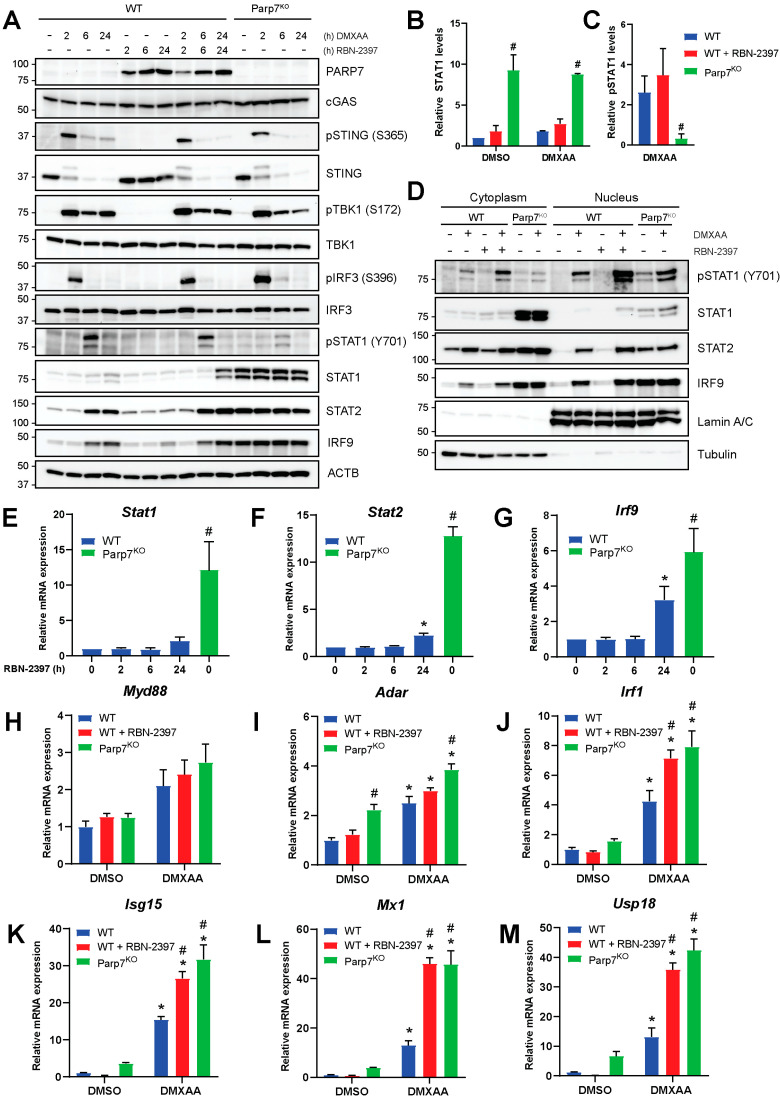 A
WT
Parp7KO
- 2 6 24 - - - 2 6 24 - 2 6 24 (h) DMXAA
- - - - 2 6 24 2 6 24 - - - - (h) RBN-2397
100
75
PARP7
50
cGAS
37
pSTING (S365)
37
STING
75
pTBK1 (S172)
75
TBK1
50
37
pIRF3 (S396)
50
IRF3
100
75
pSTAT1 (Y701)
75
STAT1
150
100
STAT2
50
IRF9
50
37
ACTB
B
Relative STAT1 levels
15
10
5
0
#
#
DMSO
DMXAA
C
Relative pSTAT1 levels
6
4
2
0
#
DMXAA
WT
WT + RBN-2397
Parp7KO
D
Cytoplasm
Nucleus
WT
Parp7KO
WT
Parp7KO
- + - + - + - + - + - + DMXAA
- - + + - - - - + + - - RBN-2397
75
pSTAT1 (Y701)
100
75
STAT1
150
100
STAT2
50
IRF9
75
50
Lamin A/C
50
Tubulin
E
Stat1
Relative mRNA expression
20
15
10
5
0
WT
Parp7KO
#
RBN-2397 (h) 0 2 6 24 0
F
Stat2
Relative mRNA expression
15
10
5
0
WT
Parp7KO
*
#
0 2 6 24 0
G
Irf9
Relative mRNA expression
8
6
4
2
0
WT
Parp7KO
*
#
0 2 6 24 0
H
Myd88
Relative mRNA expression
4
3
2
1
0
WT
WT + RBN-2397
Parp7KO
DMSO
DMXAA
I
Adar
Relative mRNA expression
6
4
2
0
WT
WT + RBN-2397
Parp7KO
#
*
*
#
*
DMSO
DMXAA
J
Irf1
Relative mRNA expression
10
8
6
4
2
0
WT
WT + RBN-2397
Parp7KO
*
#
*
#
*
DMSO
DMXAA
K
Isg15
Relative mRNA expression
40
30
20
10
0
WT
WT + RBN-2397
Parp7KO
*
#
*
#
*
DMSO
DMXAA
L
Mx1
Relative mRNA expression
60
40
20
0
WT
WT + RBN-2397
Parp7KO
*
#
*
#
*
DMSO
DMXAA
M
Usp18
Relative mRNA expression
50
40
30
20
10
0
WT
WT + RBN-2397
Parp7KO
*
#
*
#
*
DMSO
DMXAA